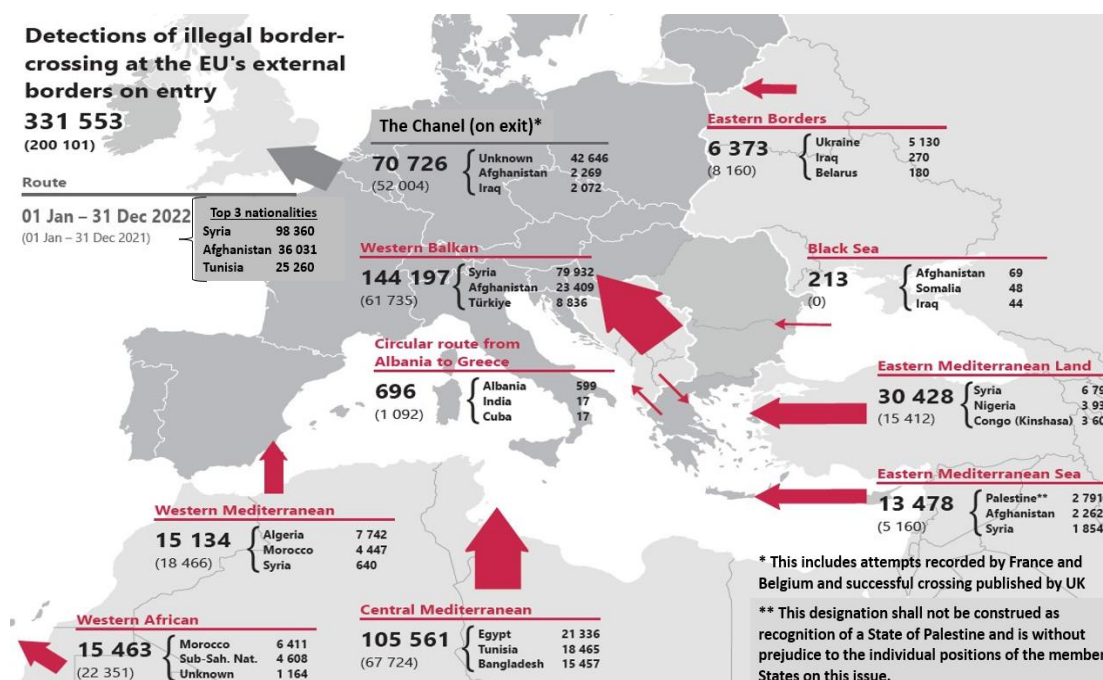 Detections of illegal border-
crossing at the EU's external
borders on entry
331 553
(200 101)
Route
01 Jan – 31 Dec 2022
(01 Jan – 31 Dec 2021)
Top 3 nationalities
Syria 98 360
Afghanistan 36 031
Tunisia 25 260
The Chanel (on exit)*
70 726
(52 004)
Unknown 42 646
Afghanistan 2 269
Iraq 2 072
Eastern Borders
6 373
(8 160)
Ukraine 5 130
Iraq 270
Belarus 180
Western Balkan
144 197
(61 735)
Syria 79 932
Afghanistan 23 409
Türkiye 8 836
Black Sea
213
(0)
Afghanistan 69
Somalia 48
Iraq 44
Circular route from
Albania to Greece
696
(1 092)
Albania 599
India 17
Cuba 17
Eastern Mediterranean Land
30 428
(15 412)
Syria 6 79
Nigeria 3 93
Congo (Kinshasa) 3 60
Eastern Mediterranean Sea
13 478
(5 160)
Palestine** 2 791
Afghanistan 2 262
Syria 1 854
Western Mediterranean
15 134
(18 466)
Algeria 7 742
Morocco 4 447
Syria 640
Western African
15 463
(22 351)
Morocco 6 411
Sub-Sah. Nat. 4 608
Unknown 1 164
Central Mediterranean
105 561
(67 724)
Egypt 21 336
Tunisia 18 465
Bangladesh 15 457
* This includes attempts recorded by France and
Belgium and successful crossing published by UK
** This designation shall not be construed as
recognition of a State of Palestine and is without
prejudice to the individual positions of the member
States on this issue.